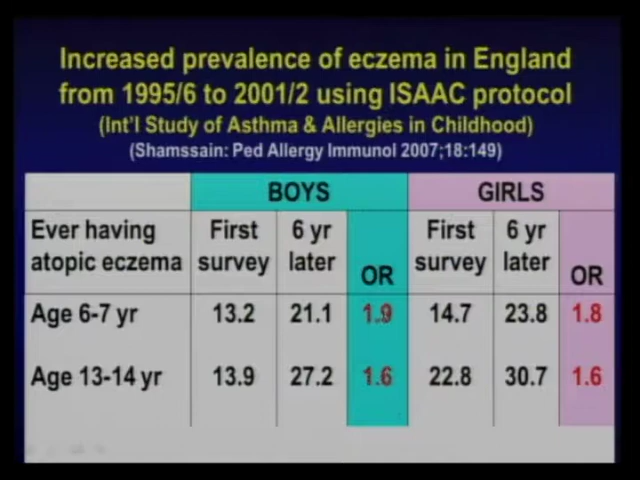 Increased prevalence of eczema in England
from 1995/6 to 2001/2 using ISAAC protocol
(Int'l Study of Asthma & Allergies in Childhood)
(Shamssain: Ped Allergy Immunol 2007;18:149)
BOYS GIRLS
Ever having atopic eczema First survey 6 yr later OR First survey 6 yr later OR
Age 6-7 yr 13.2 21.1 1.9 14.7 23.8 1.8
Age 13-14 yr 13.9 27.2 1.6 22.8 30.7 1.6